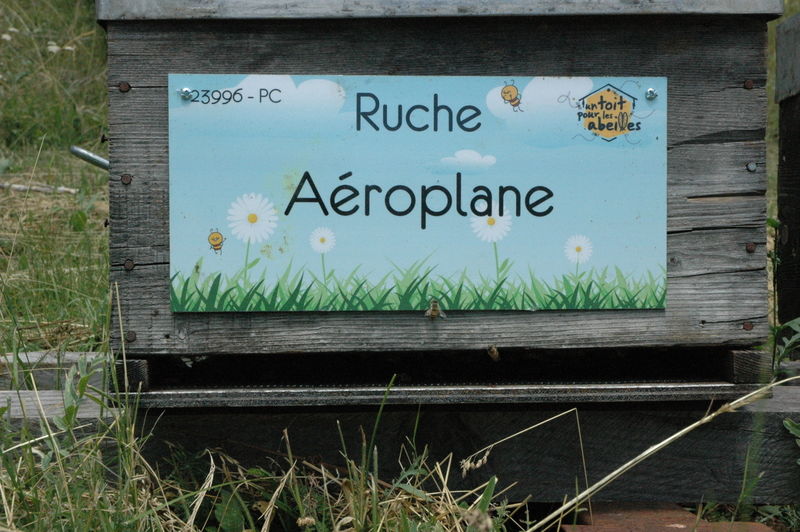 23996 - PC
Ruche
un toit
pour les
abeilles
Aéroplane